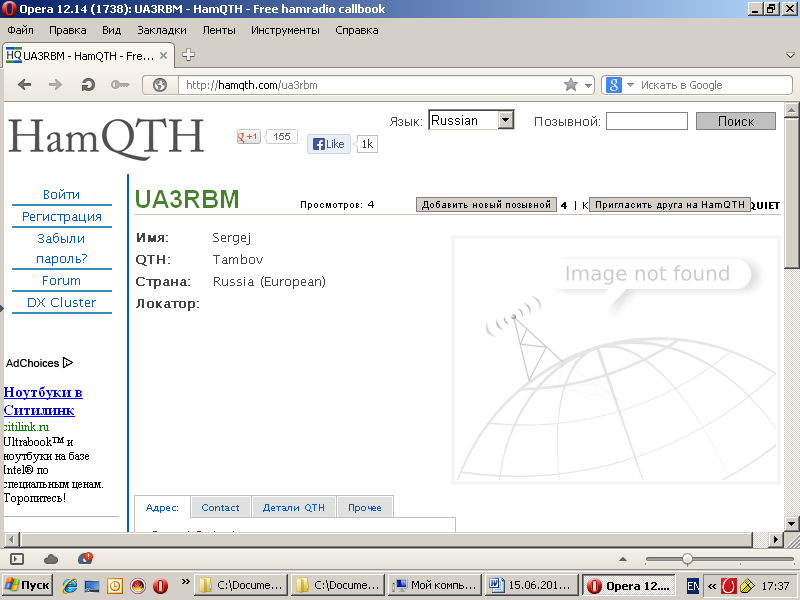 Opera 12.14 (1738): UA3RBM - HamQTH - Free hamradio callbook
Файл Правка Вид Закладки Ленты Инструменты Справка
HQ UA3RBM - HamQTH - Fre...
http://hamqth.com/ua3rbm
8 Искать в Google
HamQTH
g +1 155
Like 1k
Язык: Russian Позывной: Поиск
Войти
Регистрация
Забыли
пароль?
Forum
DX Cluster
UA3RBM
Просмотров: 4 Добавить новый позывной 4 | K Пригласить друга на HamQTH QUIET
Имя: Sergej
QTH: Tambov
Страна: Russia (European)
Локатор:
Image not found
AdChoices
Ноутбуки в
Ситилинк
citilink.ru
Ultrabook™ и
ноутбуки на базе
Intel® по
специальным ценам.
Торопитесь!
Адрес: Contact Детали QTH Прочее
Пуск » C:\Docume... C:\Docume... Мой компь... 15.06.201... Opera 12.... EN « 17:37